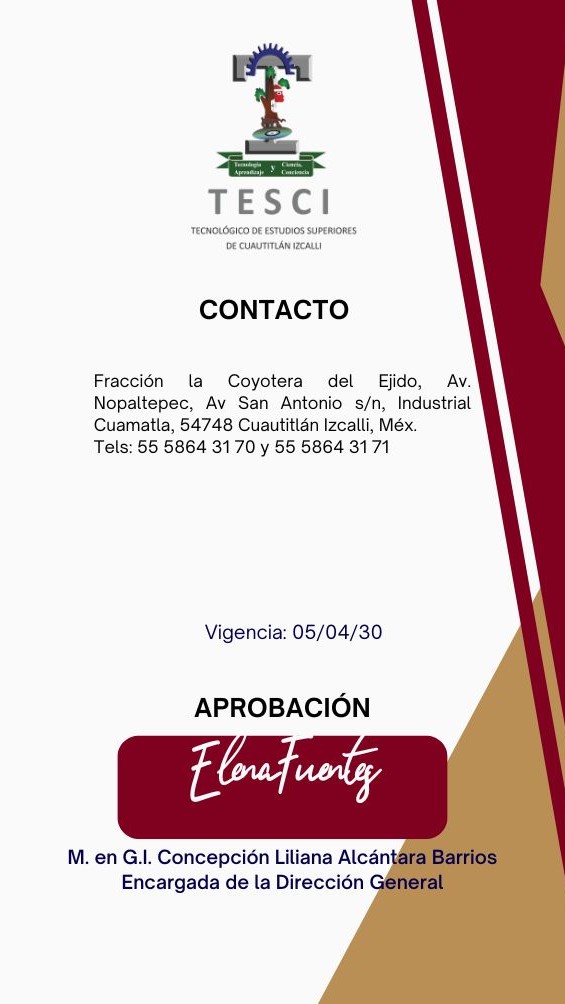 Tecnología y Ciencia,
Aprendizaje Conciencia
TESCI
TECNOLÓGICO DE ESTUDIOS SUPERIORES
DE CUAUTITLÁN IZCALLI
CONTACTO
Fracción la Coyotera del Ejido, Av.
Nopaltepec, Av San Antonio s/n, Industrial
Cuamatla, 54748 Cuautitlán Izcalli, Méx.
Tels: 55 5864 31 70 y 55 5864 31 71
Vigencia: 05/04/30
APROBACIÓN
ElenaFuentes
M. en G.I. Concepción Liliana Alcántara Barrios
Encargada de la Dirección General